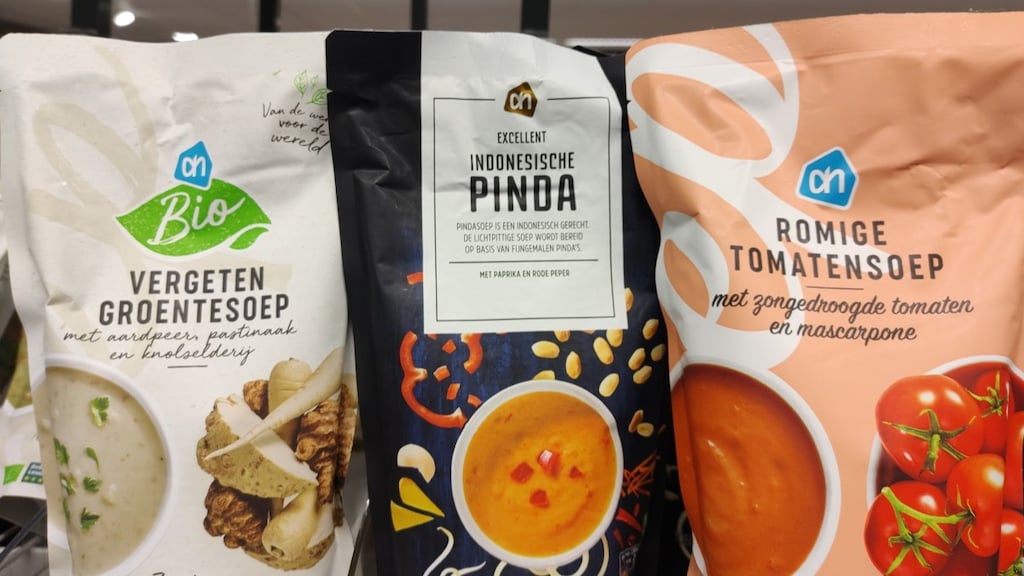 Van de we
voor de
wereld
ah
Bio
VERGETEN
GROENTESOEP
met aardpeer, pastinaak
en knolselderij
ah
EXCELLENT
INDONESISCHE
PINDA
PINDASOEP IS EEN INDONESISCH GERECHT.
DE LICHTPITTIGE SOEP WORDT BEREID
OP BASIS VAN FIJNGEMALEN PINDA'S.
MET PAPRIKA EN RODE PEPER
ah
ROMIGE
TOMATENSOEP
met zongedroogde tomaten
en mascarpone